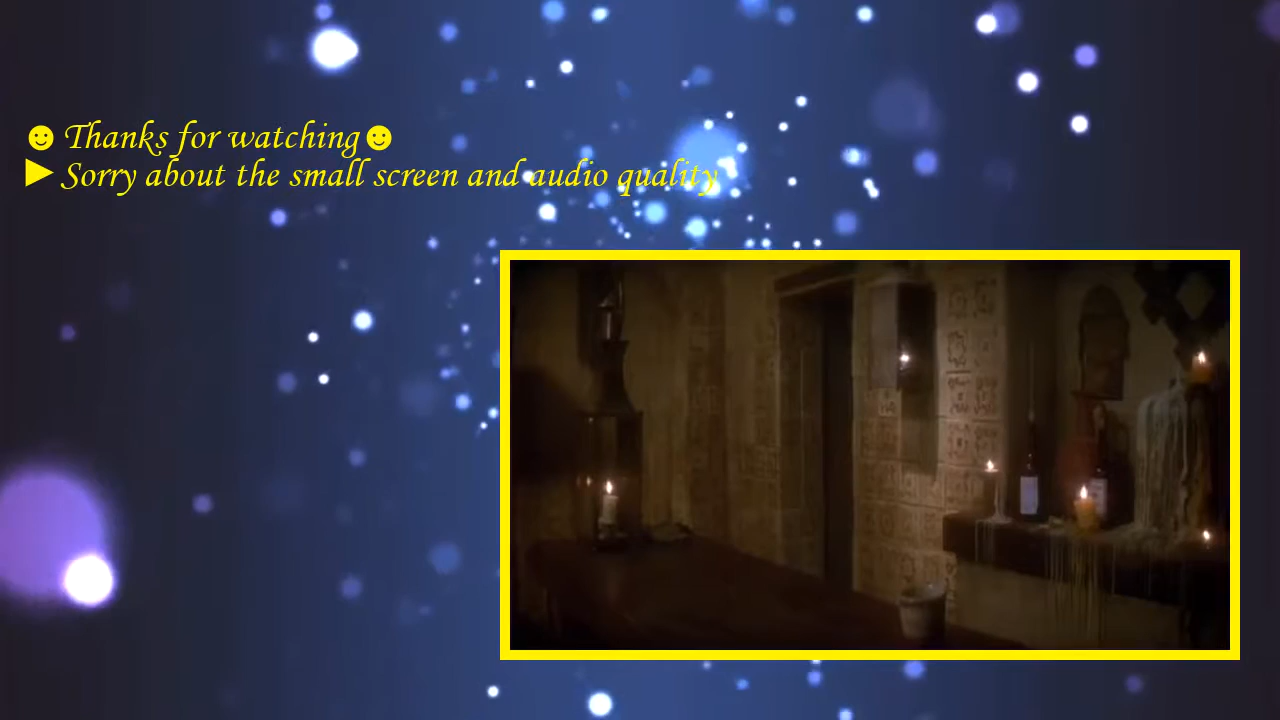 ☻Thanks for watching☻
►Sorry about the small screen and audio quality